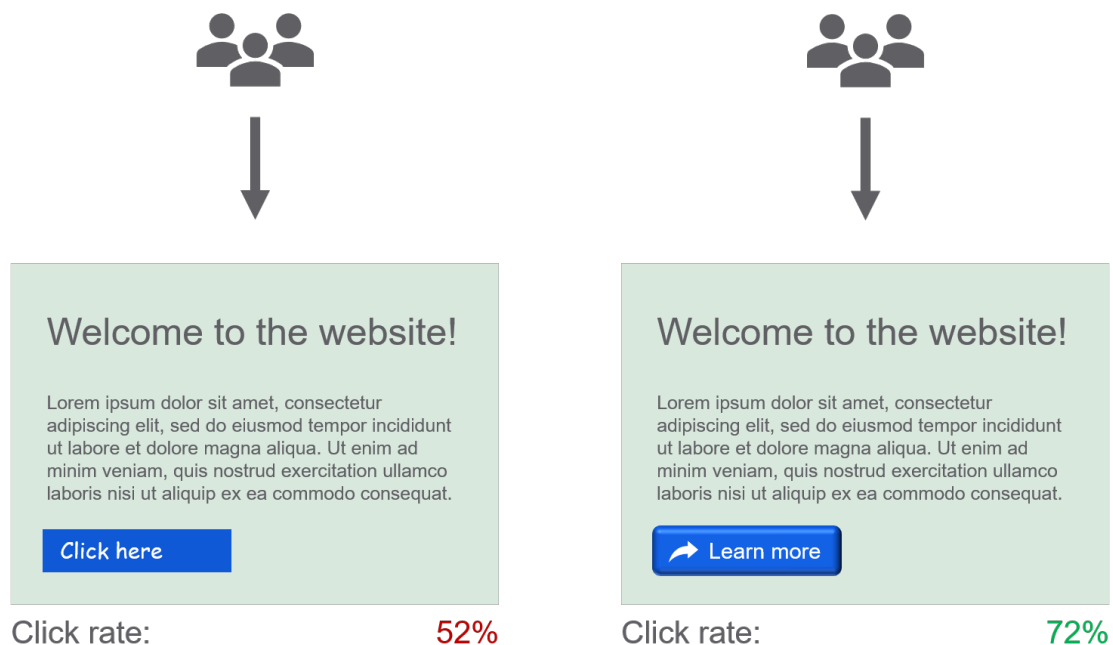 Welcome to the website!
Lorem ipsum dolor sit amet, consectetur
adipiscing elit, sed do eiusmod tempor incididunt
ut labore et dolore magna aliqua. Ut enim ad
minim veniam, quis nostrud exercitation ullamco
laboris nisi ut aliquip ex ea commodo consequat.
Click here
Click rate: 52%
Welcome to the website!
Lorem ipsum dolor sit amet, consectetur
adipiscing elit, sed do eiusmod tempor incididunt
ut labore et dolore magna aliqua. Ut enim ad
minim veniam, quis nostrud exercitation ullamco
laboris nisi ut aliquip ex ea commodo consequat.
Learn more
Click rate: 72%